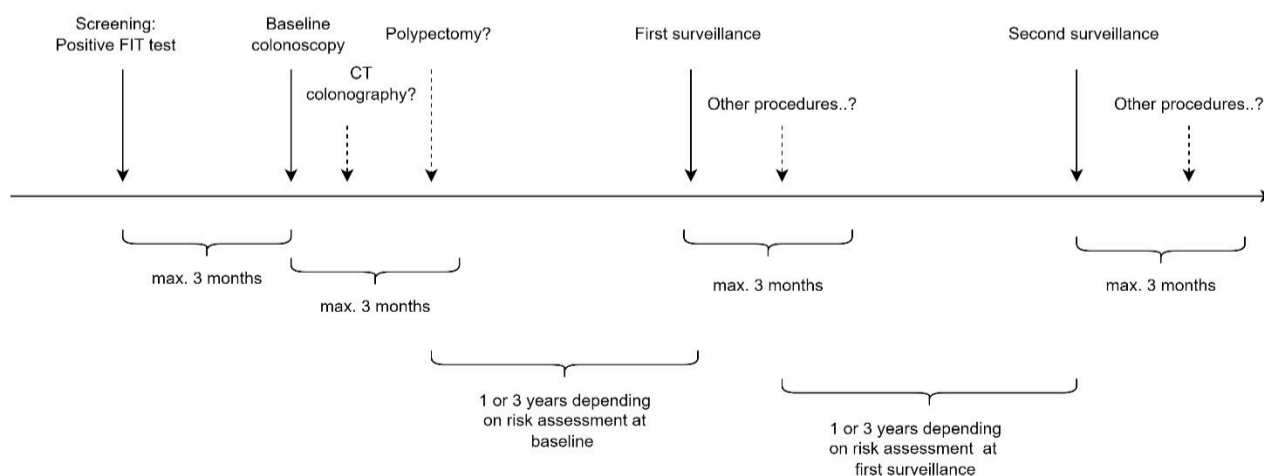 Screening:
Positive FIT test
Baseline
colonoscopy
CT
colonography?
Polypectomy?
First surveillance
Other procedures..?
Second surveillance
Other procedures..?
max. 3 months
max. 3 months
max. 3 months
max. 3 months
1 or 3 years depending
on risk assessment at
baseline
1 or 3 years depending
on risk assessment at
first surveillance